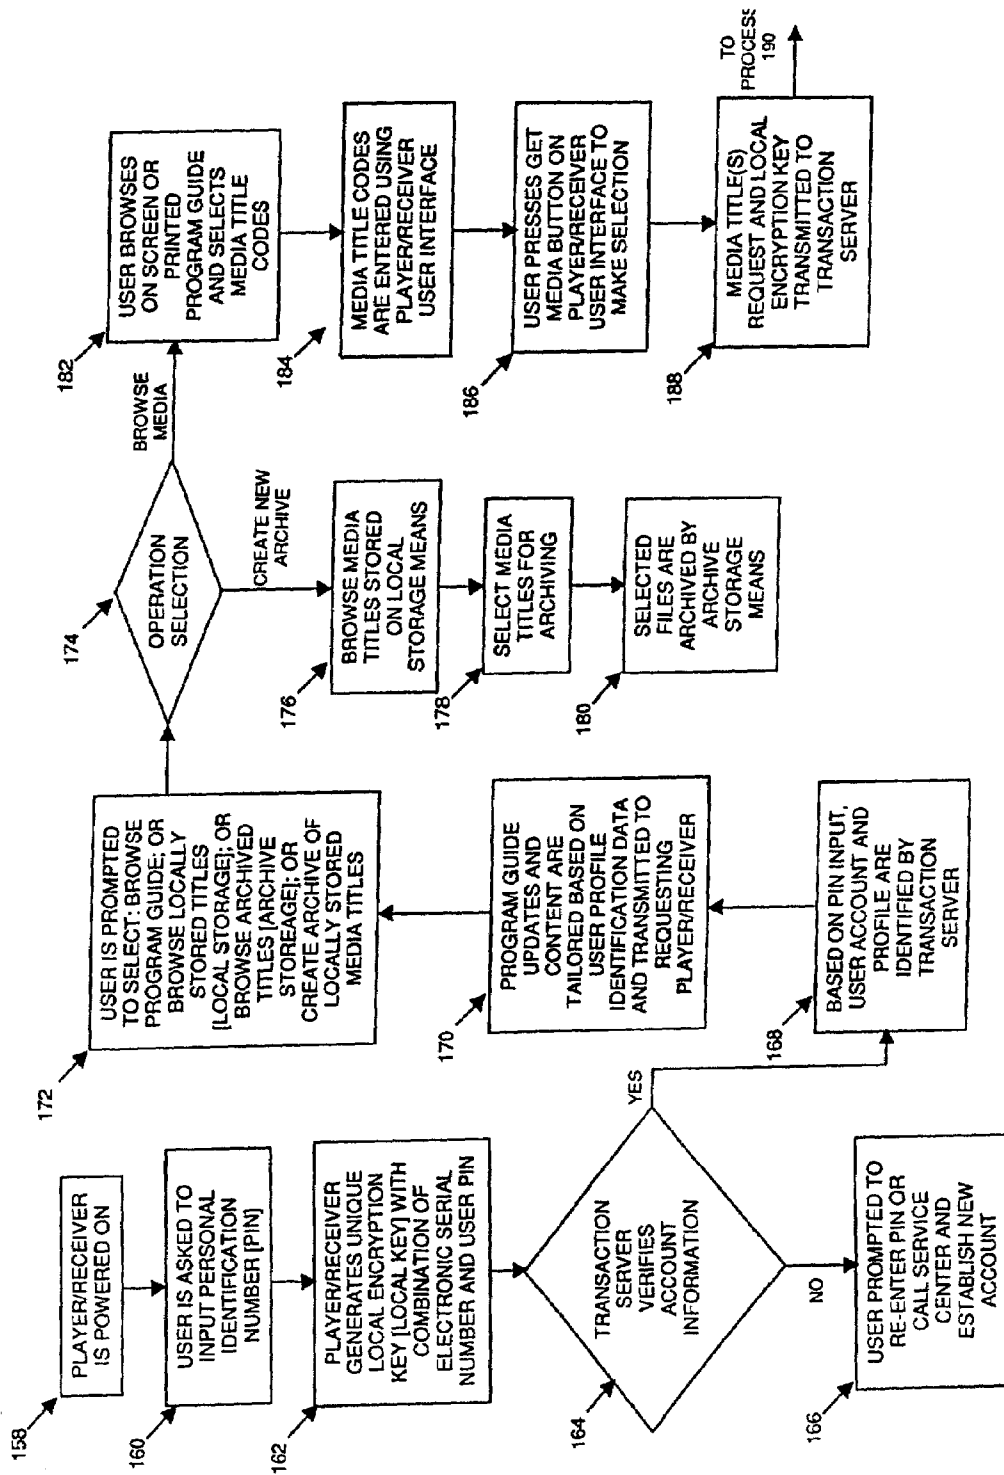 158
PLAYER/RECEIVER
IS POWERED ON
160
USER IS ASKED TO
INPUT PERSONAL
IDENTIFICATION
NUMBER [PIN]
162
PLAYER/RECEIVER
GENERATES UNIQUE
LOCAL ENCRYPTION
KEY [LOCAL KEY] WITH
COMBINATION OF
ELECTRONIC SERIAL
NUMBER AND USER PIN
164
TRANSACTION
SERVER
VERIFIES
ACCOUNT
INFORMATION
NO
YES
166
USER PROMPTED TO
RE-ENTER PIN OR
CALL SERVICE
CENTER AND
ESTABLISH NEW
ACCOUNT
168
BASED ON PIN INPUT,
USER ACCOUNT AND
PROFILE ARE
IDENTIFIED BY
TRANSACTION
SERVER
170
PROGRAM GUIDE
UPDATES AND
CONTENT ARE
TAILORED BASED ON
USER PROFILE
IDENTIFICATION DATA
AND TRANSMITTED TO
REQUESTING
PLAYER/RECEIVER
172
USER IS PROMPTED
TO SELECT: BROWSE
PROGRAM GUIDE; OR
BROWSE LOCALLY
STORED TITLES
[LOCAL STORAGE]; OR
BROWSE ARCHIVED
TITLES [ARCHIVE
STOREAGE]; OR
CREATE ARCHIVE OF
LOCALLY STORED
MEDIA TITLES
174
OPERATION
SELECTION
CREATE NEW
ARCHIVE
BROWSE
MEDIA
176
BROWSE MEDIA
TITLES STORED
ON LOCAL
STORAGE MEANS
178
SELECT MEDIA
TITLES FOR
ARCHIVING
180
SELECTED
FILES ARE
ARCHIVED BY
ARCHIVE
STORAGE
MEANS
182
USER BROWSES
ON SCREEN OR
PRINTED
PROGRAM GUIDE
AND SELECTS
MEDIA TITLE
CODES
184
MEDIA TITLE CODES
ARE ENTERED USING
PLAYER/RECEIVER
USER INTERFACE
186
USER PRESSES GET
MEDIA BUTTON ON
PLAYER/RECEIVER
USER INTERFACE TO
MAKE SELECTION
188
MEDIA TITLE(S)
REQUEST AND LOCAL
ENCRYPTION KEY
TRANSMITTED TO
TRANSACTION
SERVER
TO
PROCESS
190